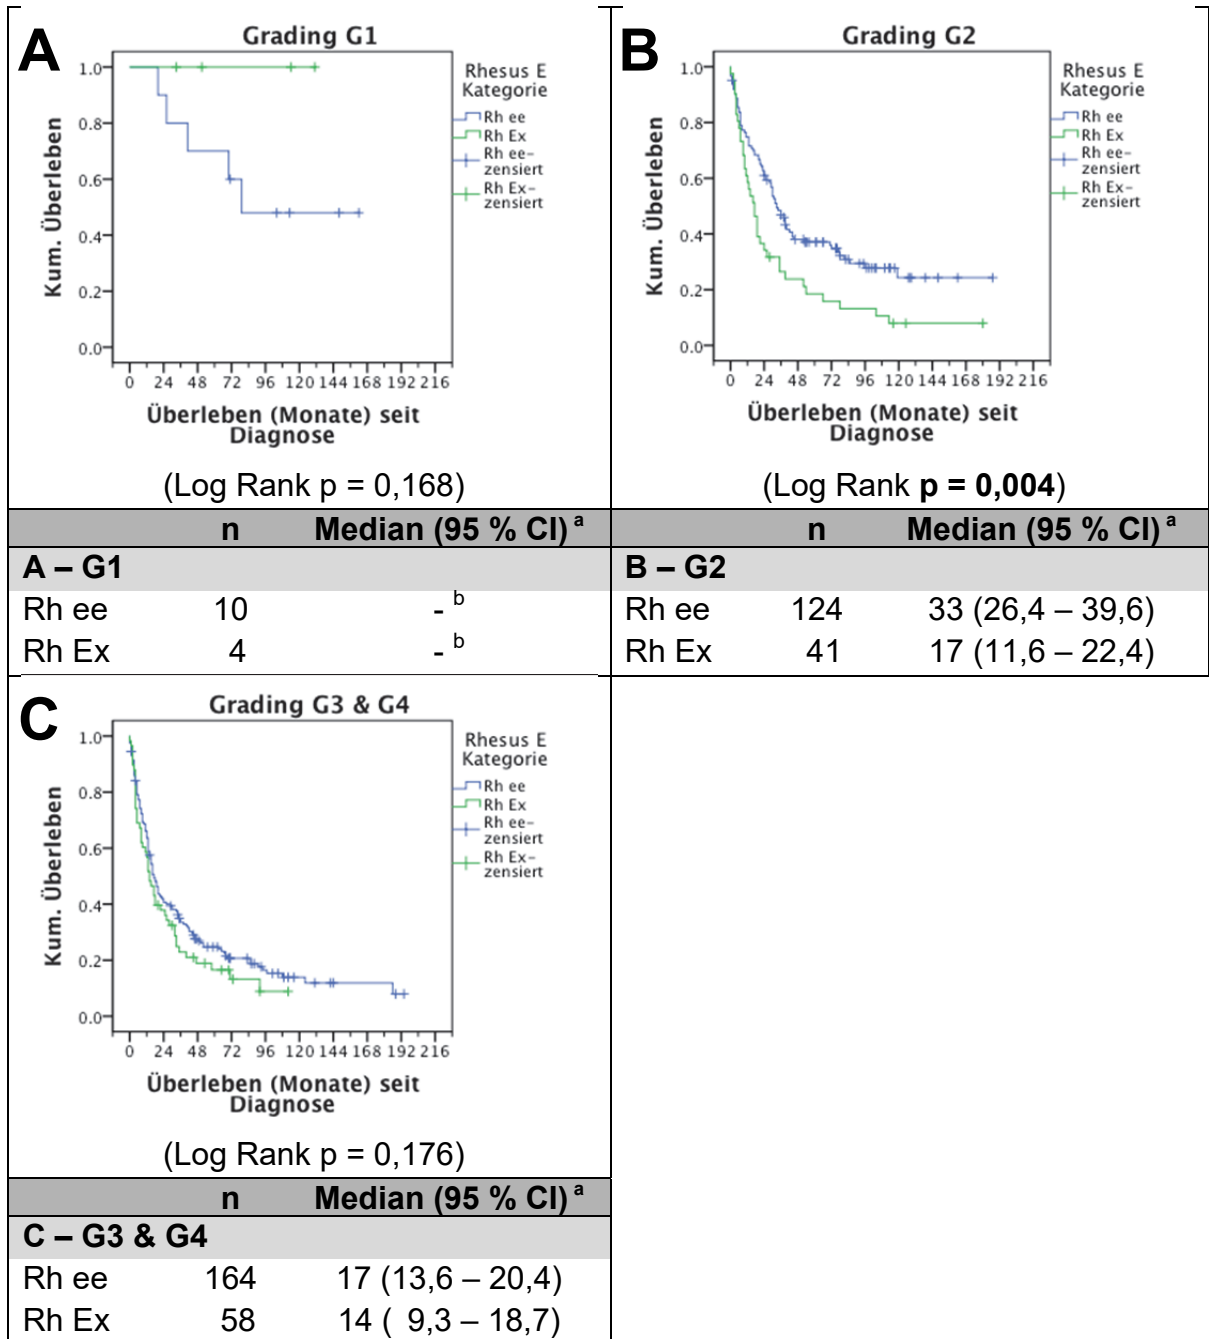 A
Grading G1
1.0
0.8
0.6
0.4
0.2
0.0
Kum. Überleben
0 24 48 72 96 120 144 168 192 216
Überleben (Monate) seit
Diagnose
Rhesus E
Kategorie
Rh ee
Rh Ex
Rh ee-
zensiert
Rh Ex-
zensiert
(Log Rank p = 0,168)
n Median (95 % CI) a
A – G1
Rh ee 10 - b
Rh Ex 4 - b
B
Grading G2
1.0
0.8
0.6
0.4
0.2
0.0
Kum. Überleben
0 24 48 72 96 120 144 168 192 216
Überleben (Monate) seit
Diagnose
Rhesus E
Kategorie
Rh ee
Rh Ex
Rh ee-
zensiert
Rh Ex-
zensiert
(Log Rank p = 0,004)
n Median (95 % CI) a
B – G2
Rh ee 124 33 (26,4 – 39,6)
Rh Ex 41 17 (11,6 – 22,4)
C
Grading G3 & G4
1.0
0.8
0.6
0.4
0.2
0.0
Kum. Überleben
0 24 48 72 96 120 144 168 192 216
Überleben (Monate) seit
Diagnose
Rhesus E
Kategorie
Rh ee
Rh Ex
Rh ee-
zensiert
Rh Ex-
zensiert
(Log Rank p = 0,176)
n Median (95 % CI) a
C – G3 & G4
Rh ee 164 17 (13,6 – 20,4)
Rh Ex 58 14 ( 9,3 – 18,7)